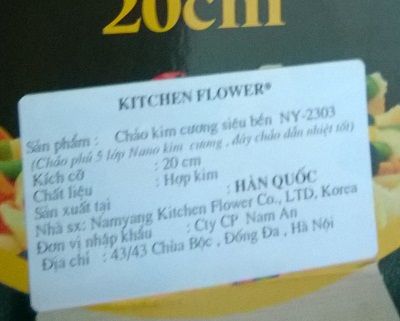 20cm
KITCHEN FLOWER®
Sản phẩm : Chảo kim cương siêu bền NY-2303
(Chảo phủ 5 lớp Nano kim cương , đáy chảo dẫn nhiệt tốt)
Kích cỡ : 20 cm
Chất liệu : Hợp kim
Sản xuất tại : HÀN QUỐC
Nhà sx: Namyang Kitchen Flower Co., LTD, Korea
Đơn vị nhập khẩu : Cty CP Nam An
Địa chỉ : 43/43 Chùa Bộc , Đống Đa , Hà Nội